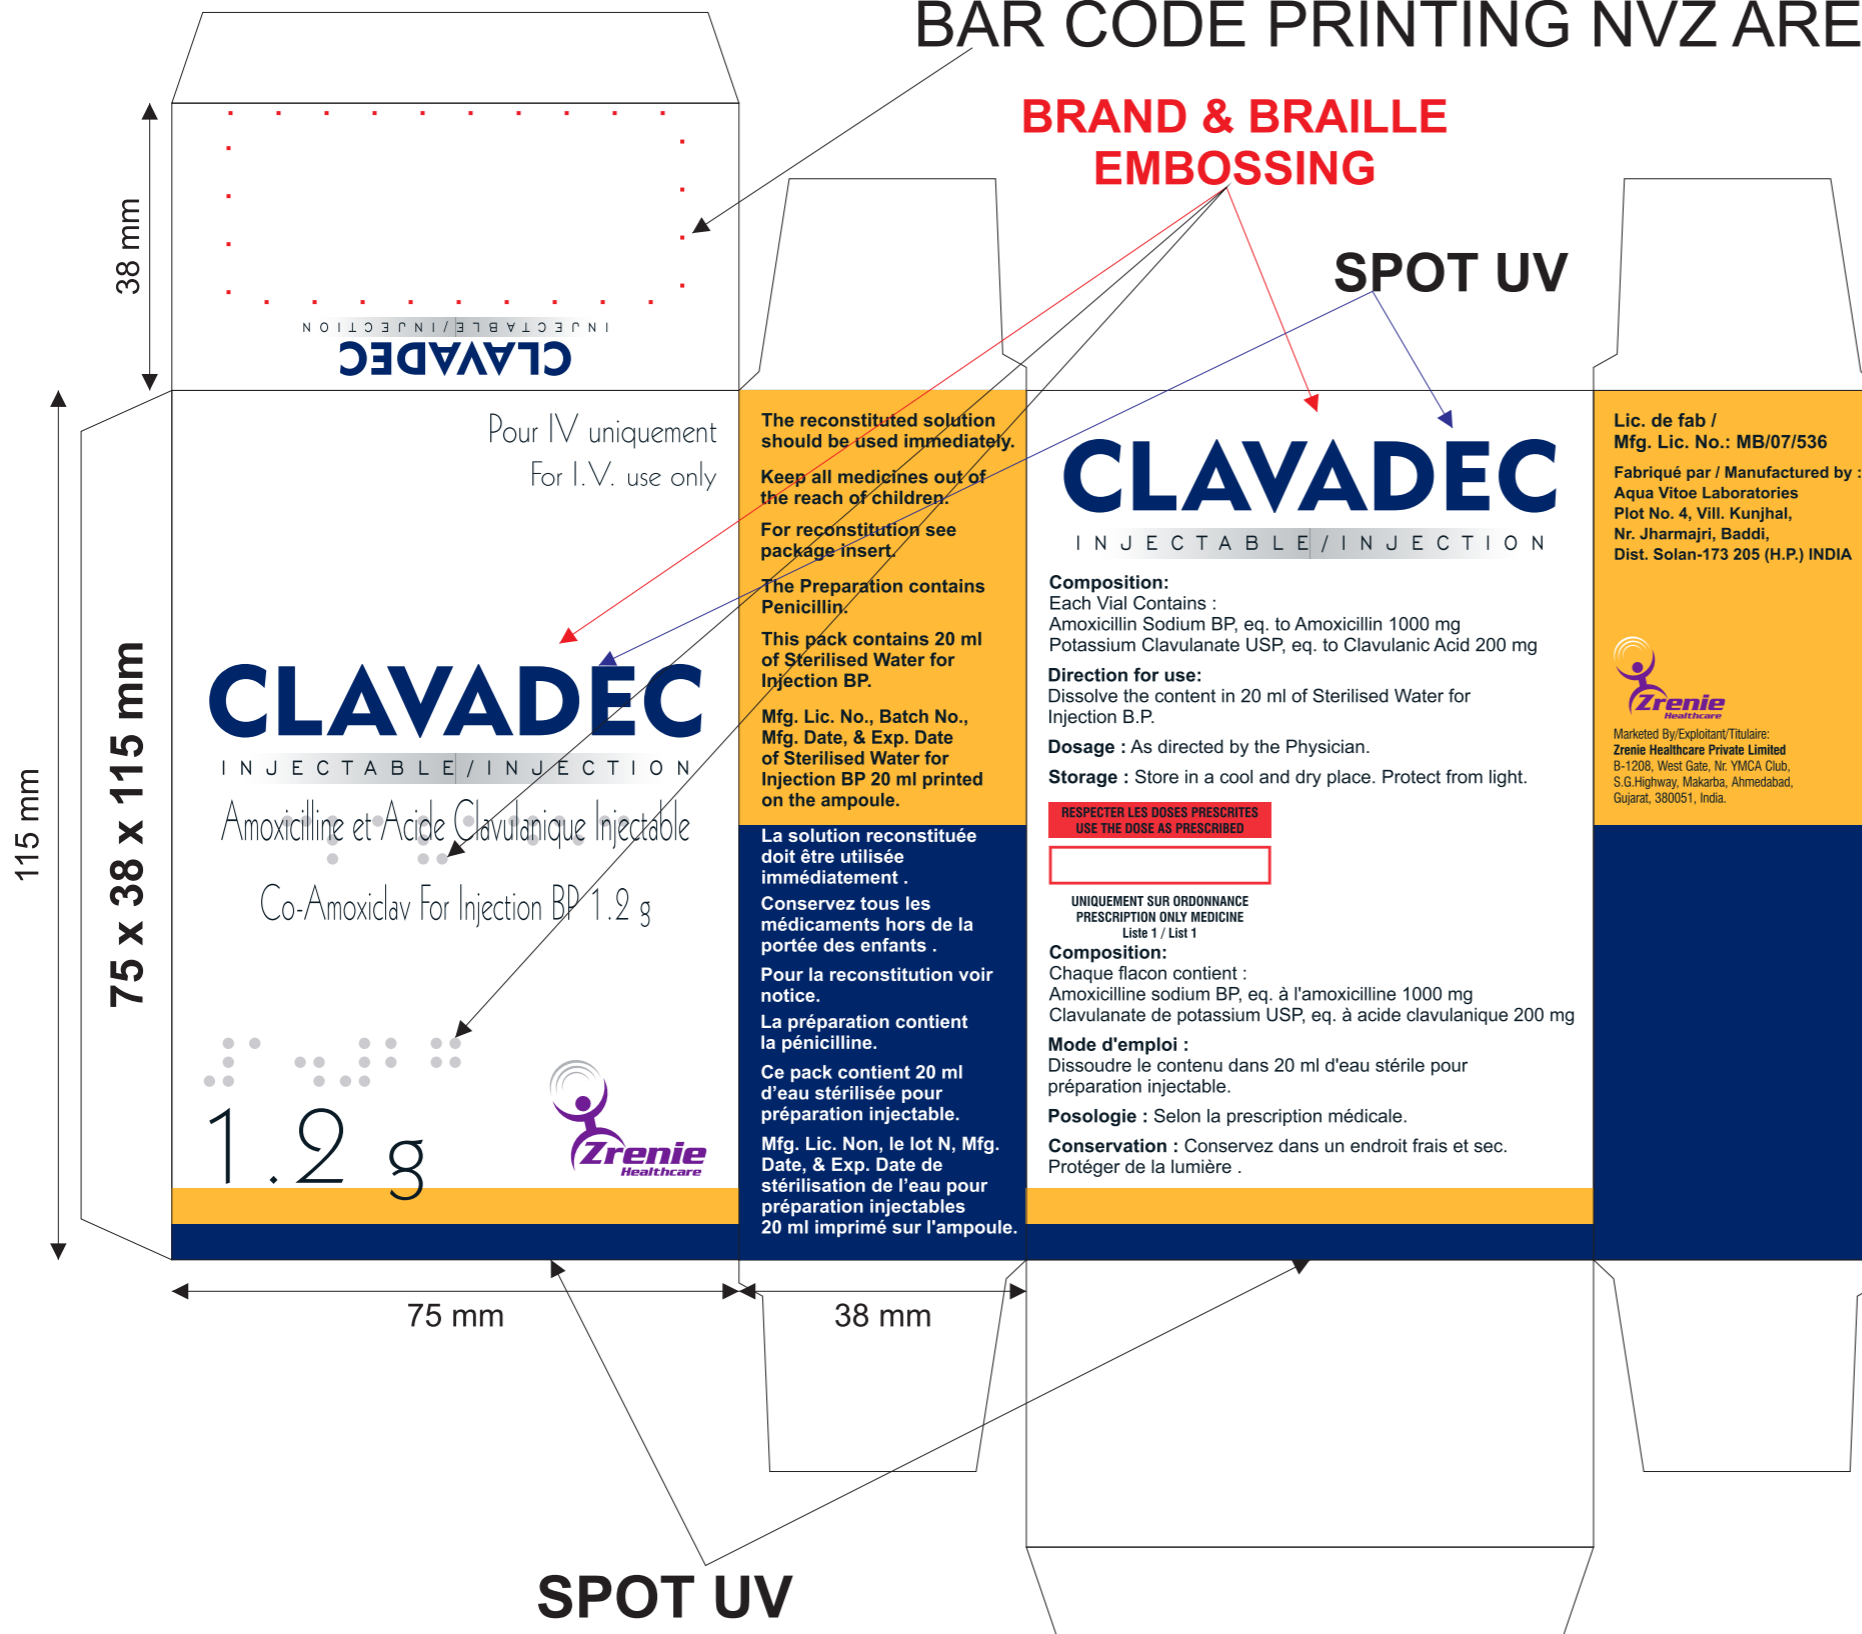 BAR CODE PRINTING NVZ ARE
BRAND & BRAILLE
EMBOSSING
SPOT UV
38 mm
INJECTABLE/INJECTION
CLAVADEC
115 mm
75 x 38 x 115 mm
Pour IV uniquement
For I.V. use only
CLAVADEC
INJECTABLE/INJECTION
Amoxicilline et Acide Clavulanique Injectable
Co-Amoxiclav For Injection BP 1.2 g
1.2 g
Zrenie
Healthcare
The reconstituted solution
should be used immediately.
Keep all medicines out of
the reach of children.
For reconstitution see
package insert.
The Preparation contains
Penicillin.
This pack contains 20 ml
of Sterilised Water for
Injection BP.
Mfg. Lic. No., Batch No.,
Mfg. Date, & Exp. Date
of Sterilised Water for
Injection BP 20 ml printed
on the ampoule.
La solution reconstituée
doit être utilisée
immédiatement .
Conservez tous les
médicaments hors de la
portée des enfants .
Pour la reconstitution voir
notice.
La préparation contient
la pénicilline.
Ce pack contient 20 ml
d’eau stérilisée pour
préparation injectable.
Mfg. Lic. Non, le lot N, Mfg.
Date, & Exp. Date de
stérilisation de l’eau pour
préparation injectables
20 ml imprimé sur l'ampoule.
CLAVADEC
INJECTABLE/INJECTION
Composition:
Each Vial Contains :
Amoxicillin Sodium BP, eq. to Amoxicillin 1000 mg
Potassium Clavulanate USP, eq. to Clavulanic Acid 200 mg
Direction for use:
Dissolve the content in 20 ml of Sterilised Water for
Injection B.P.
Dosage : As directed by the Physician.
Storage : Store in a cool and dry place. Protect from light.
RESPECTER LES DOSES PRESCRITES
USE THE DOSE AS PRESCRIBED
UNIQUEMENT SUR ORDONNANCE
PRESCRIPTION ONLY MEDICINE
Liste 1 / List 1
Composition:
Chaque flacon contient :
Amoxicilline sodium BP, eq. à l'amoxicilline 1000 mg
Clavulanate de potassium USP, eq. à acide clavulanique 200 mg
Mode d'emploi :
Dissoudre le contenu dans 20 ml d'eau stérile pour
préparation injectable.
Posologie : Selon la prescription médicale.
Conservation : Conservez dans un endroit frais et sec.
Protéger de la lumière .
Lic. de fab /
Mfg. Lic. No.: MB/07/536
Fabriqué par / Manufactured by :
Aqua Vitoe Laboratories
Plot No. 4, Vill. Kunjhal,
Nr. Jharmajri, Baddi,
Dist. Solan-173 205 (H.P.) INDIA
Zrenie
Healthcare
Marketed By/Exploitant/Titulaire:
Zrenie Healthcare Private Limited
B-1208, West Gate, Nr. YMCA Club,
S.G.Highway, Makarba, Ahmedabad,
Gujarat, 380051, India.
75 mm
38 mm
SPOT UV